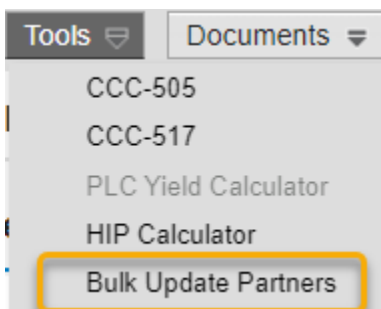 Tools Documents
CCC-505
CCC-517
PLC Yield Calculator
HIP Calculator
Bulk Update Partners